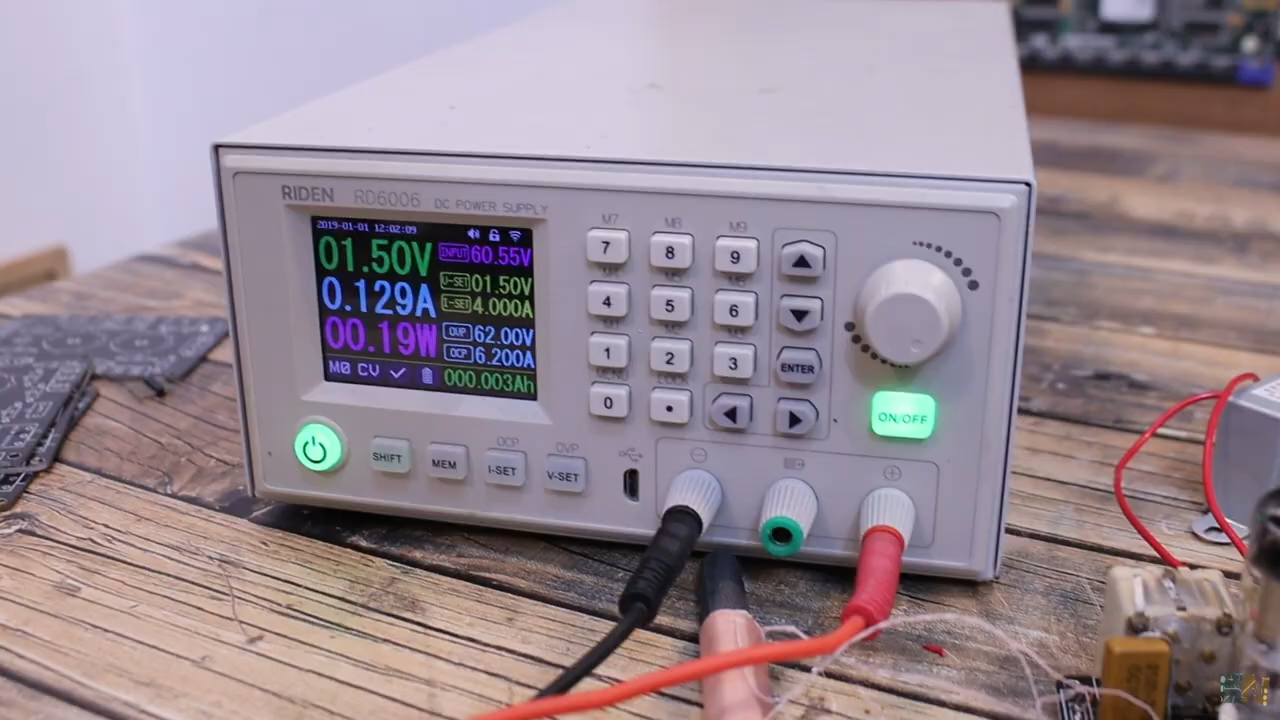 RIDEN RD6006 DC POWER SUPPLY
2019-01-01 12:02:09
01.50V
INPUT 60.55V
V-SET 01.50V
0.129A
I-SET 4.000A
00.19W
OVP 62.00V
OCP 6.200A
M0 CV
000.003Ah
M7 M8 M9
7 8 9
4 5 6
1 2 3
ENTER
0 .
ON/OFF
OCP OVP
SHIFT MEM I-SET V-SET